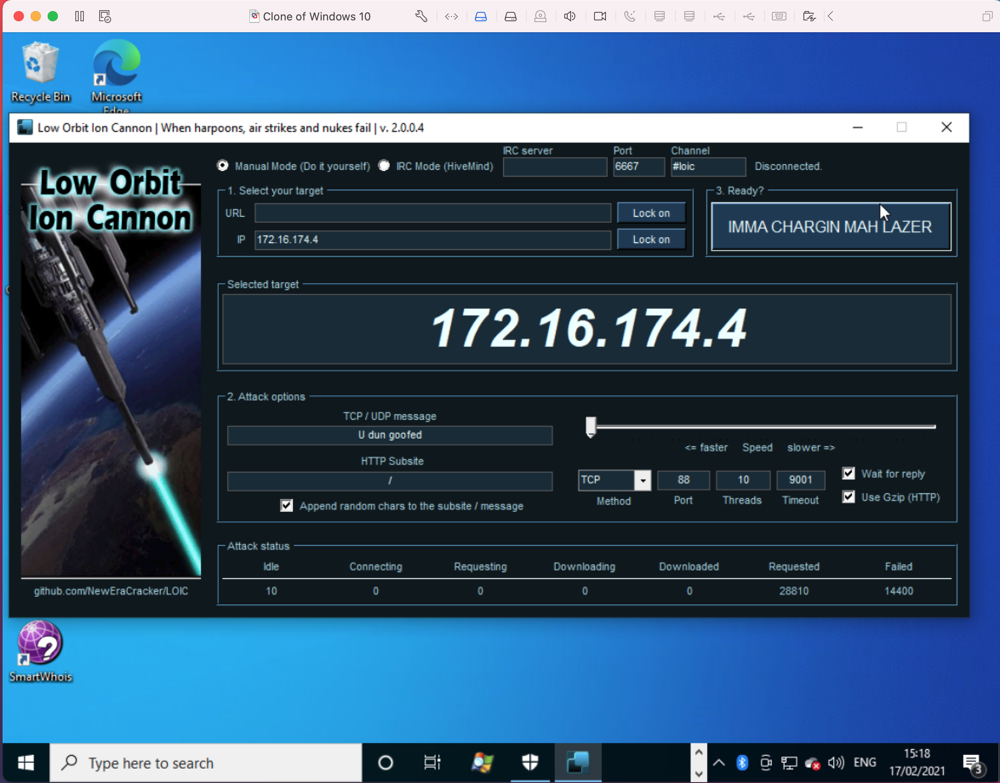 Clone of Windows 10
Recycle Bin
Microsoft
Edge
Low Orbit Ion Cannon | When harpoons, air strikes and nukes fail | v. 2.0.0.4
Low Orbit
Ion Cannon
IRC server
Port
Channel
Manual Mode (Do it yourself)
IRC Mode (HiveMind)
6667
#loic
Disconnected.
1. Select your target
URL
Lock on
IP
172.16.174.4
Lock on
3. Ready?
IMMA CHARGIN MAH LAZER
Selected target
172.16.174.4
2. Attack options
TCP / UDP message
U dun goofed
<= faster Speed slower =>
HTTP Subsite
/
Append random chars to the subsite / message
TCP
88
10
9001
Method
Port
Threads
Timeout
Wait for reply
Use Gzip (HTTP)
Attack status
Idle Connecting Requesting Downloading Downloaded Requested Failed
10 0 0 0 0 28810 14400
github.com/NewEraCracker/LOIC
SmartWhois
Type here to search
ENG
15:18
17/02/2021
3